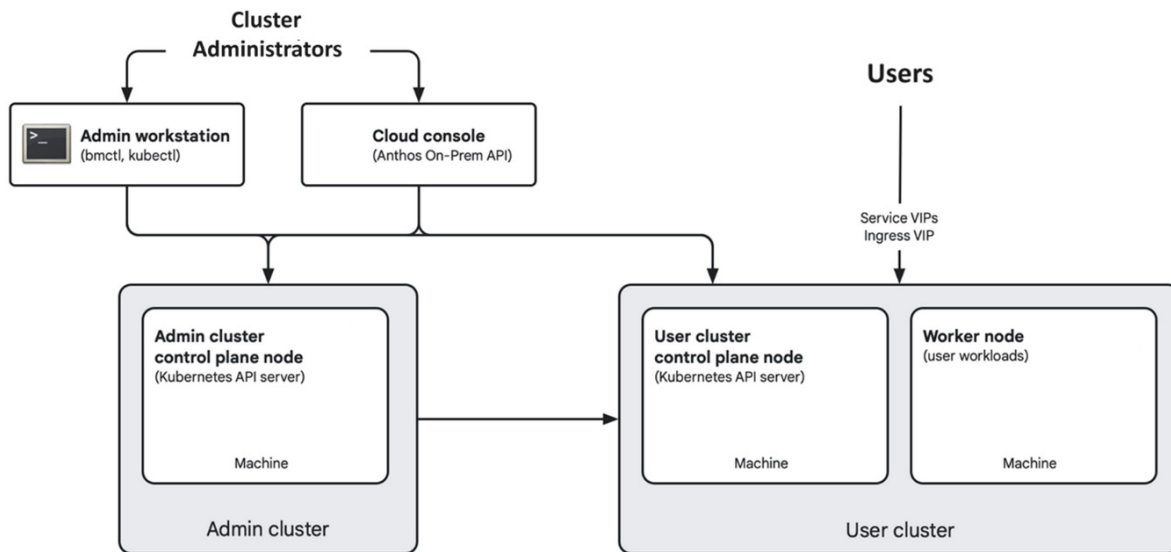 Cluster
Administrators
Users
>_
Admin workstation
(bmctl, kubectl)
Cloud console
(Anthos On-Prem API)
Service VIPs
Ingress VIP
Admin cluster
control plane node
(Kubernetes API server)
Machine
Admin cluster
User cluster
control plane node
(Kubernetes API server)
Machine
Worker node
(user workloads)
Machine
User cluster